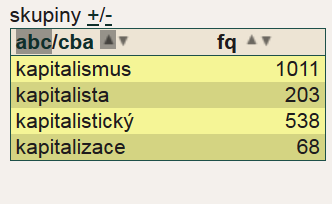 skupiny +/-
abc/cba ▲▼ fq ▲▼
kapitalismus 1011
kapitalista 203
kapitalistický 538
kapitalizace 68